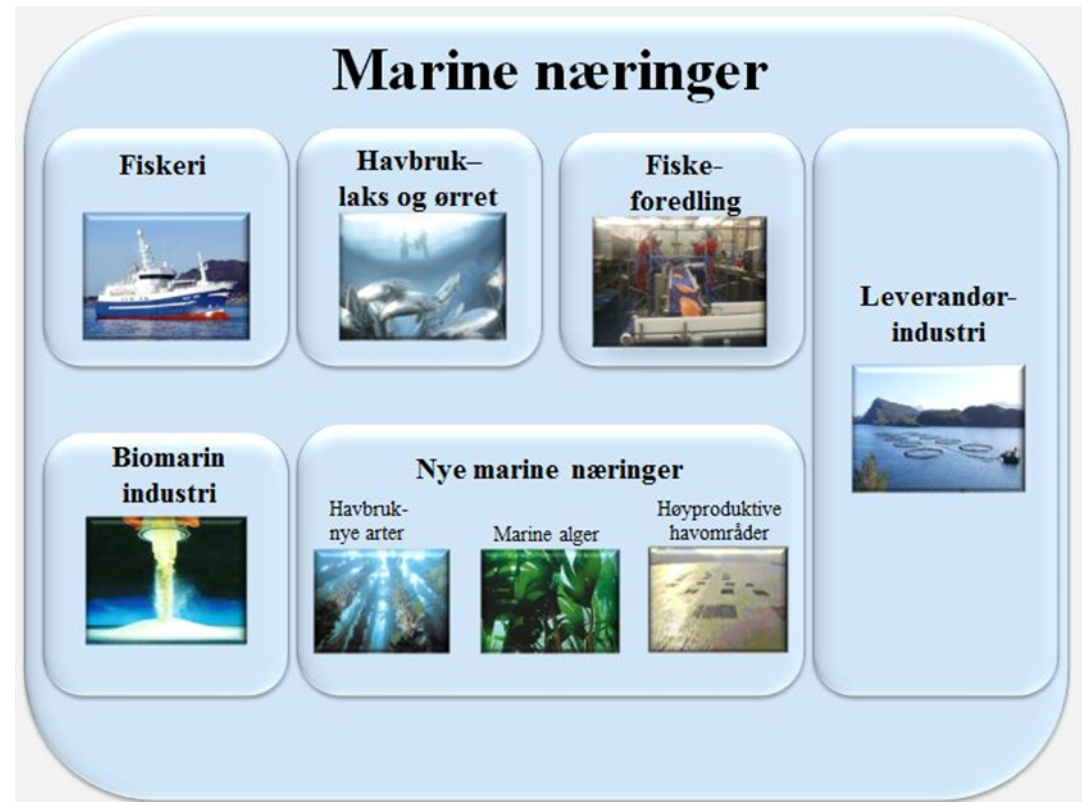 Marine næringer
Fiskeri
Havbruk–
laks og ørret
Fiske-
foredling
Leverandør-
industri
Biomarin
industri
Nye marine næringer
Havbruk-
nye arter
Marine alger
Høyproduktive
havområder